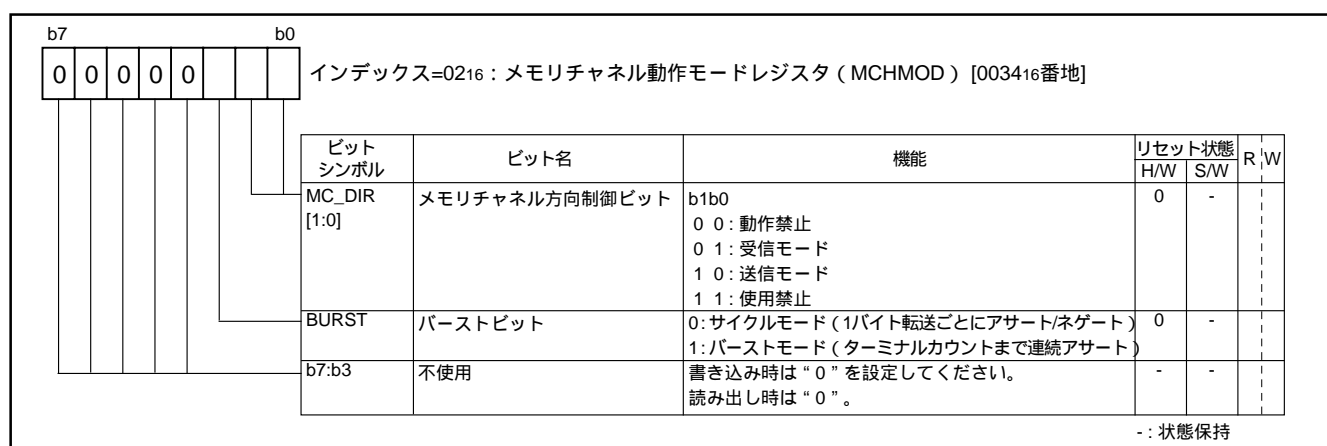 b7 b0
0 0 0 0 0
インデックス=0216：メモリチャネル動作モードレジスタ（MCHMOD）[003416番地]
ビット
シンボル
ビット名
機能
リセット状態
H/W S/W
R W
MC_DIR
[1:0]
メモリチャネル方向制御ビット
b1b0
0 0：動作禁止
0 1：受信モード
1 0：送信モード
1 1：使用禁止
0 -
BURST
バーストビット
0：サイクルモード（1バイト転送ごとにアサート/ネゲート）
1：バーストモード（ターミナルカウントまで連続アサート）
0 -
b7:b3
不使用
書き込み時は“0”を設定してください。
読み出し時は“0”。
- -
-：状態保持